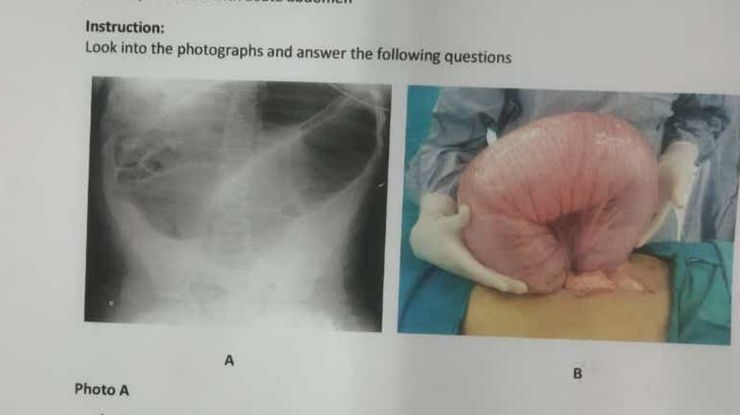 Instruction:
Look into the photographs and answer the following questions
A
B
Photo A